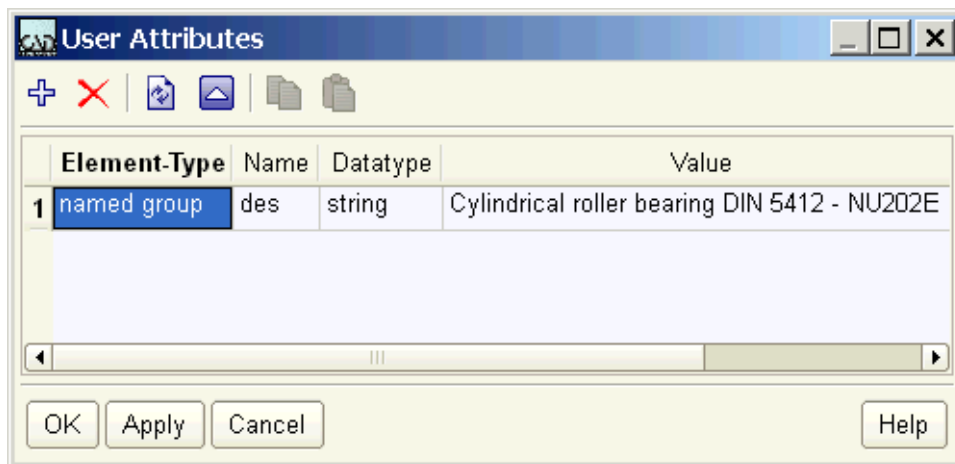 CAD User Attributes
Element-Type Name Datatype Value
1 named group des string Cylindrical roller bearing DIN 5412 - NU202E
OK Apply Cancel Help